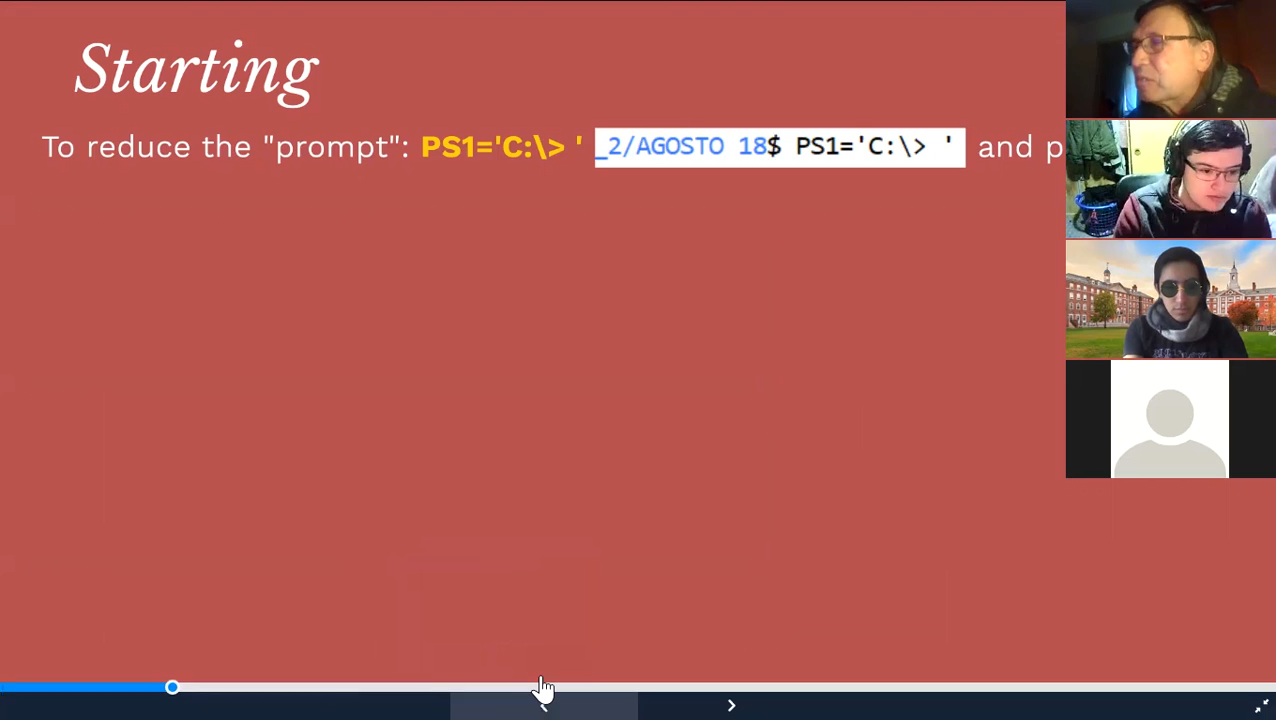 Starting
To reduce the "prompt": PS1='C:\> ' _2/AGOSTO 18$ PS1='C:\> ' and p